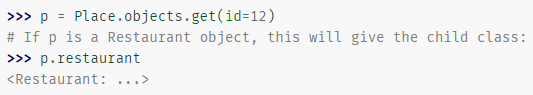 >>> p = Place.objects.get(id=12)
# If p is a Restaurant object, this will give the child class:
>>> p.restaurant
<Restaurant: ...>